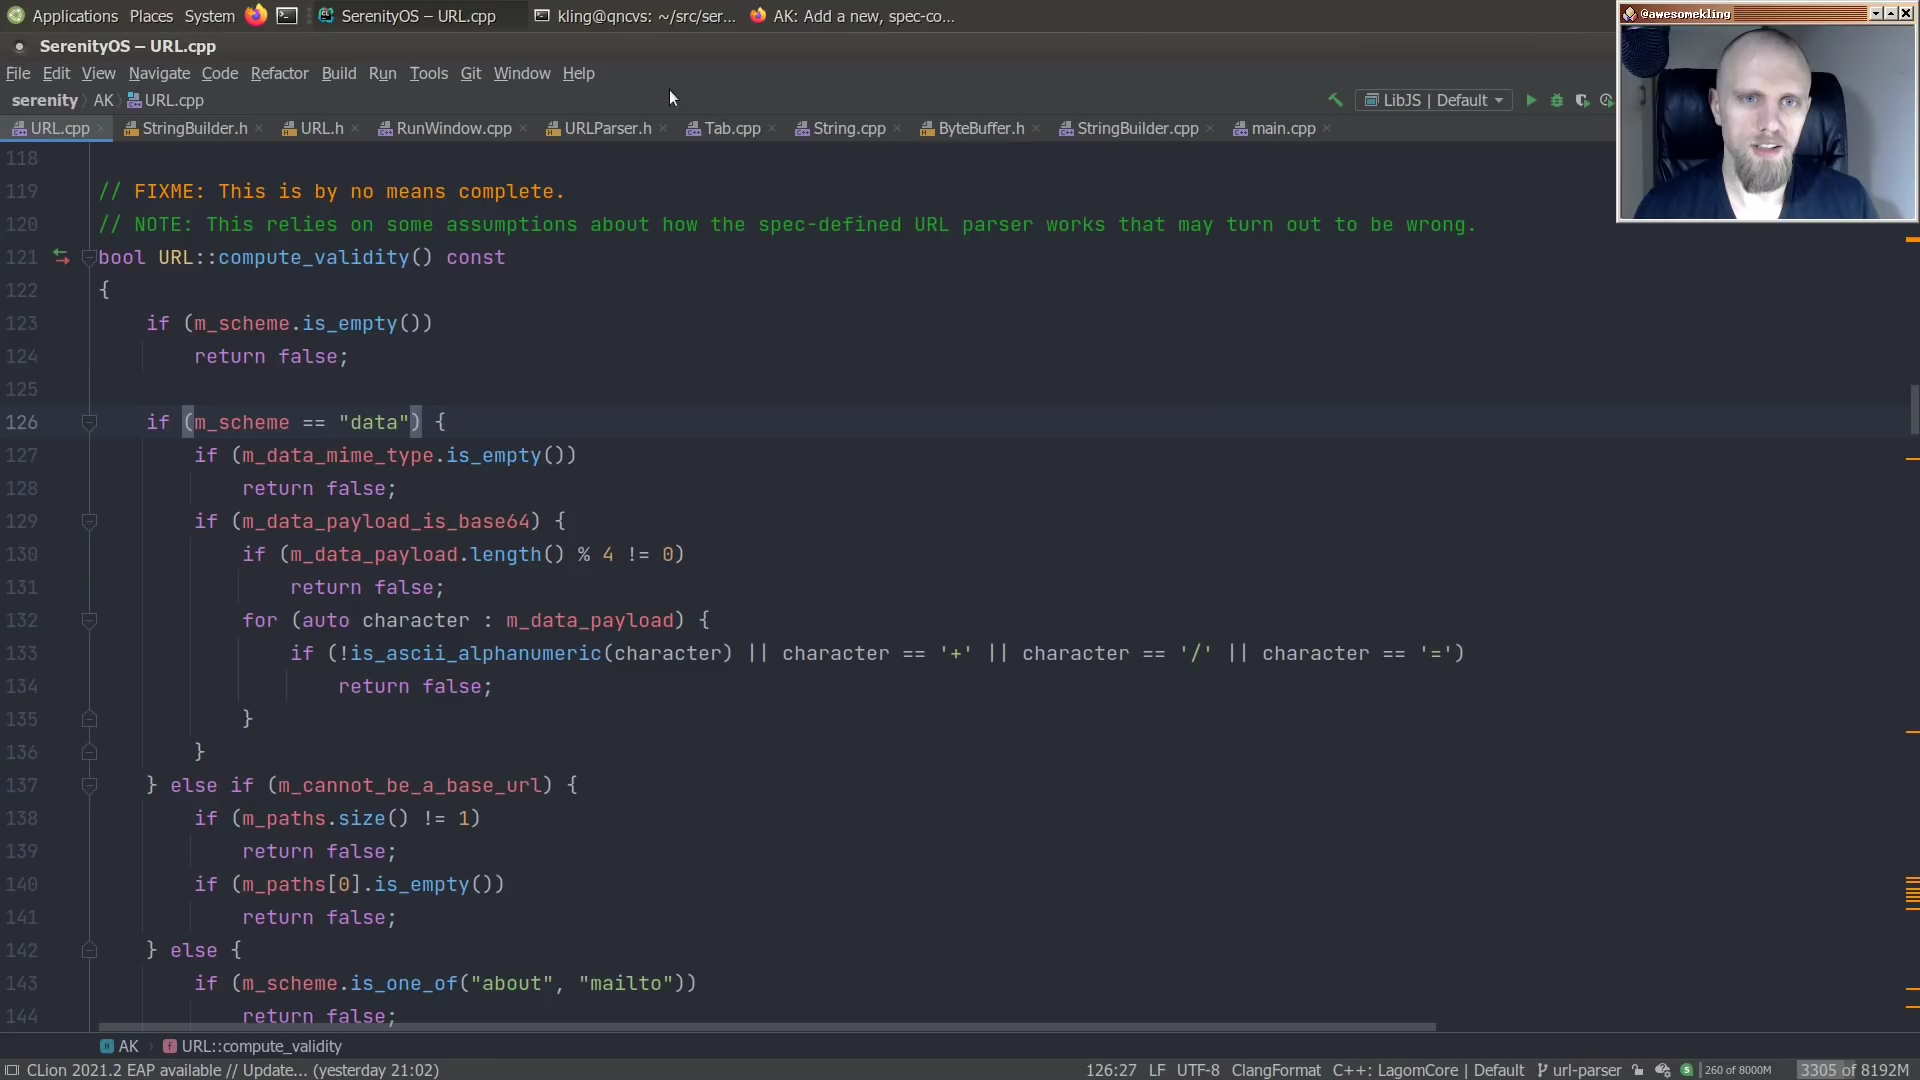 Applications Places System SerenityOS – URL.cpp kling@qncvs: ~/src/ser... AK: Add a new, spec-co...
@awesomekling
SerenityOS – URL.cpp
File Edit View Navigate Code Refactor Build Run Tools Git Window Help
serenity AK URL.cpp LibJS | Default
URL.cpp StringBuilder.h URL.h RunWindow.cpp URLParser.h Tab.cpp String.cpp ByteBuffer.h StringBuilder.cpp main.cpp
118
119 // FIXME: This is by no means complete.
120 // NOTE: This relies on some assumptions about how the spec-defined URL parser works that may turn out to be wrong.
121 bool URL::compute_validity() const
122 {
123 if (m_scheme.is_empty())
124 return false;
125
126 if (m_scheme == "data") {
127 if (m_data_mime_type.is_empty())
128 return false;
129 if (m_data_payload_is_base64) {
130 if (m_data_payload.length() % 4 != 0)
131 return false;
132 for (auto character : m_data_payload) {
133 if (!is_ascii_alphanumeric(character) || character == '+' || character == '/' || character == '=')
134 return false;
135 }
136 }
137 } else if (m_cannot_be_a_base_url) {
138 if (m_paths.size() != 1)
139 return false;
140 if (m_paths[0].is_empty())
141 return false;
142 } else {
143 if (m_scheme.is_one_of("about", "mailto"))
144 return false;
AK URL::compute_validity
CLion 2021.2 EAP available // Update... (yesterday 21:02) 126:27 LF UTF-8 ClangFormat C++: LagomCore | Default url-parser 260 of 8000M 3305 of 8192M